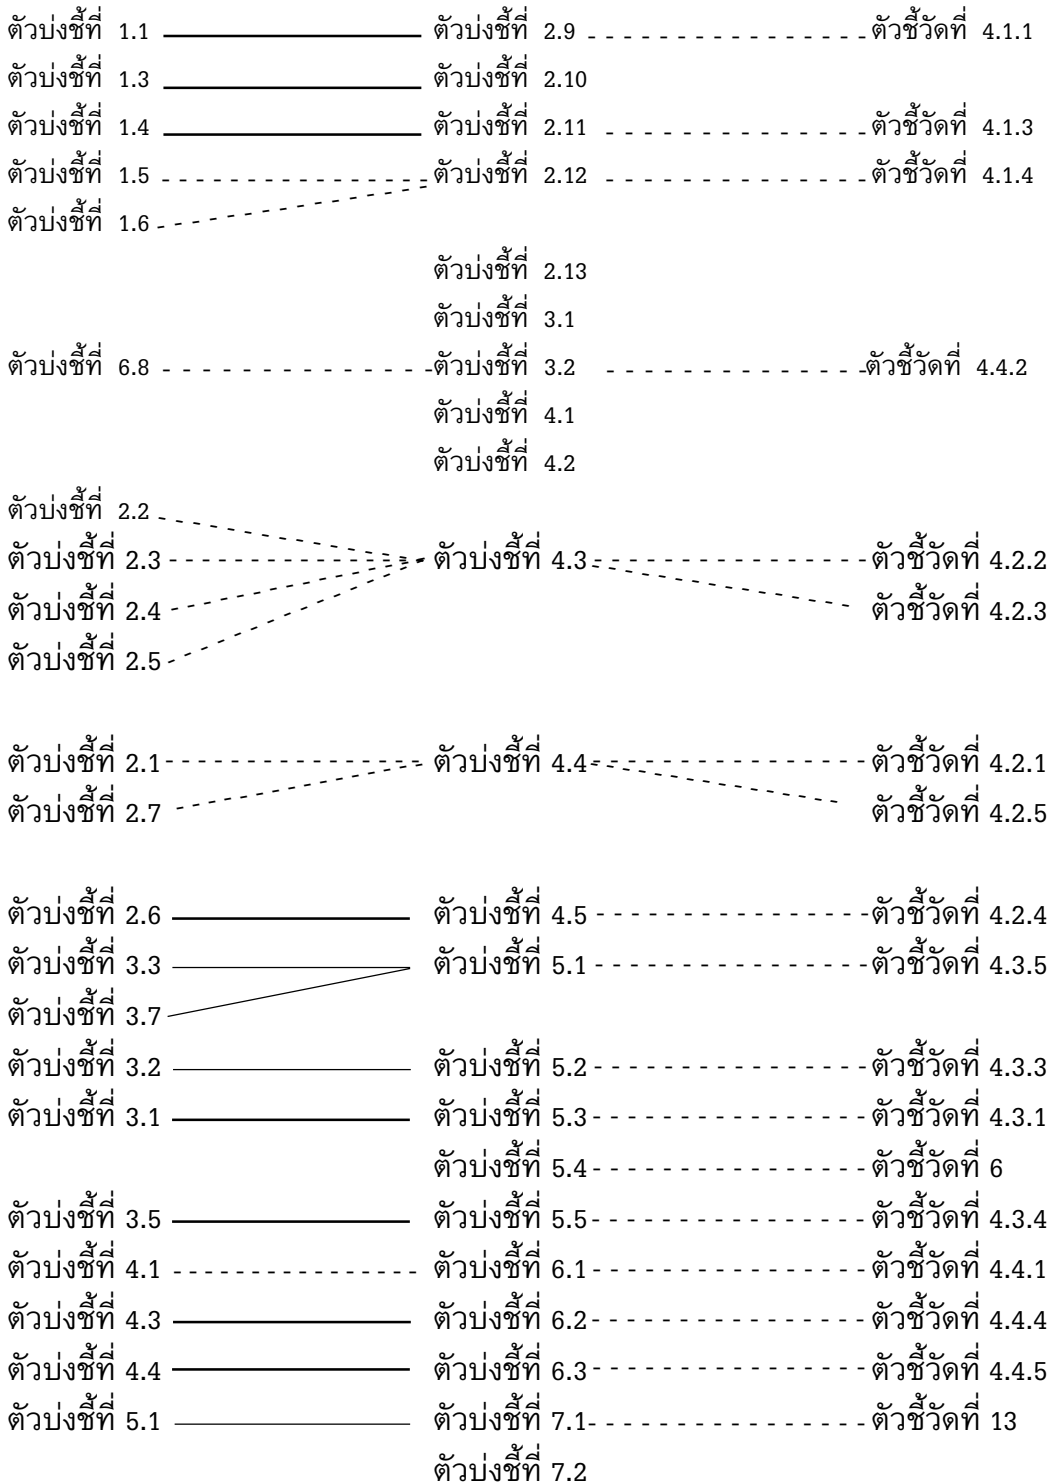 ตัวบ่งชี้ที่ 1.1 ตัวบ่งชี้ที่ 2.9 ตัวชี้วัดที่ 4.1.1
ตัวบ่งชี้ที่ 1.3 ตัวบ่งชี้ที่ 2.10
ตัวบ่งชี้ที่ 1.4 ตัวบ่งชี้ที่ 2.11 ตัวชี้วัดที่ 4.1.3
ตัวบ่งชี้ที่ 1.5 ตัวบ่งชี้ที่ 2.12 ตัวชี้วัดที่ 4.1.4
ตัวบ่งชี้ที่ 1.6
ตัวบ่งชี้ที่ 2.13
ตัวบ่งชี้ที่ 3.1
ตัวบ่งชี้ที่ 6.8 ตัวบ่งชี้ที่ 3.2 ตัวชี้วัดที่ 4.4.2
ตัวบ่งชี้ที่ 4.1
ตัวบ่งชี้ที่ 4.2
ตัวบ่งชี้ที่ 2.2
ตัวบ่งชี้ที่ 2.3 ตัวบ่งชี้ที่ 4.3 ตัวชี้วัดที่ 4.2.2
ตัวบ่งชี้ที่ 2.4 ตัวชี้วัดที่ 4.2.3
ตัวบ่งชี้ที่ 2.5
ตัวบ่งชี้ที่ 2.1 ตัวบ่งชี้ที่ 4.4 ตัวชี้วัดที่ 4.2.1
ตัวบ่งชี้ที่ 2.7 ตัวชี้วัดที่ 4.2.5
ตัวบ่งชี้ที่ 2.6 ตัวบ่งชี้ที่ 4.5 ตัวชี้วัดที่ 4.2.4
ตัวบ่งชี้ที่ 3.3 ตัวบ่งชี้ที่ 5.1 ตัวชี้วัดที่ 4.3.5
ตัวบ่งชี้ที่ 3.7
ตัวบ่งชี้ที่ 3.2 ตัวบ่งชี้ที่ 5.2 ตัวชี้วัดที่ 4.3.3
ตัวบ่งชี้ที่ 3.1 ตัวบ่งชี้ที่ 5.3 ตัวชี้วัดที่ 4.3.1
ตัวบ่งชี้ที่ 5.4 ตัวชี้วัดที่ 6
ตัวบ่งชี้ที่ 3.5 ตัวบ่งชี้ที่ 5.5 ตัวชี้วัดที่ 4.3.4
ตัวบ่งชี้ที่ 4.1 ตัวบ่งชี้ที่ 6.1 ตัวชี้วัดที่ 4.4.1
ตัวบ่งชี้ที่ 4.3 ตัวบ่งชี้ที่ 6.2 ตัวชี้วัดที่ 4.4.4
ตัวบ่งชี้ที่ 4.4 ตัวบ่งชี้ที่ 6.3 ตัวชี้วัดที่ 4.4.5
ตัวบ่งชี้ที่ 5.1 ตัวบ่งชี้ที่ 7.1 ตัวชี้วัดที่ 13
ตัวบ่งชี้ที่ 7.2